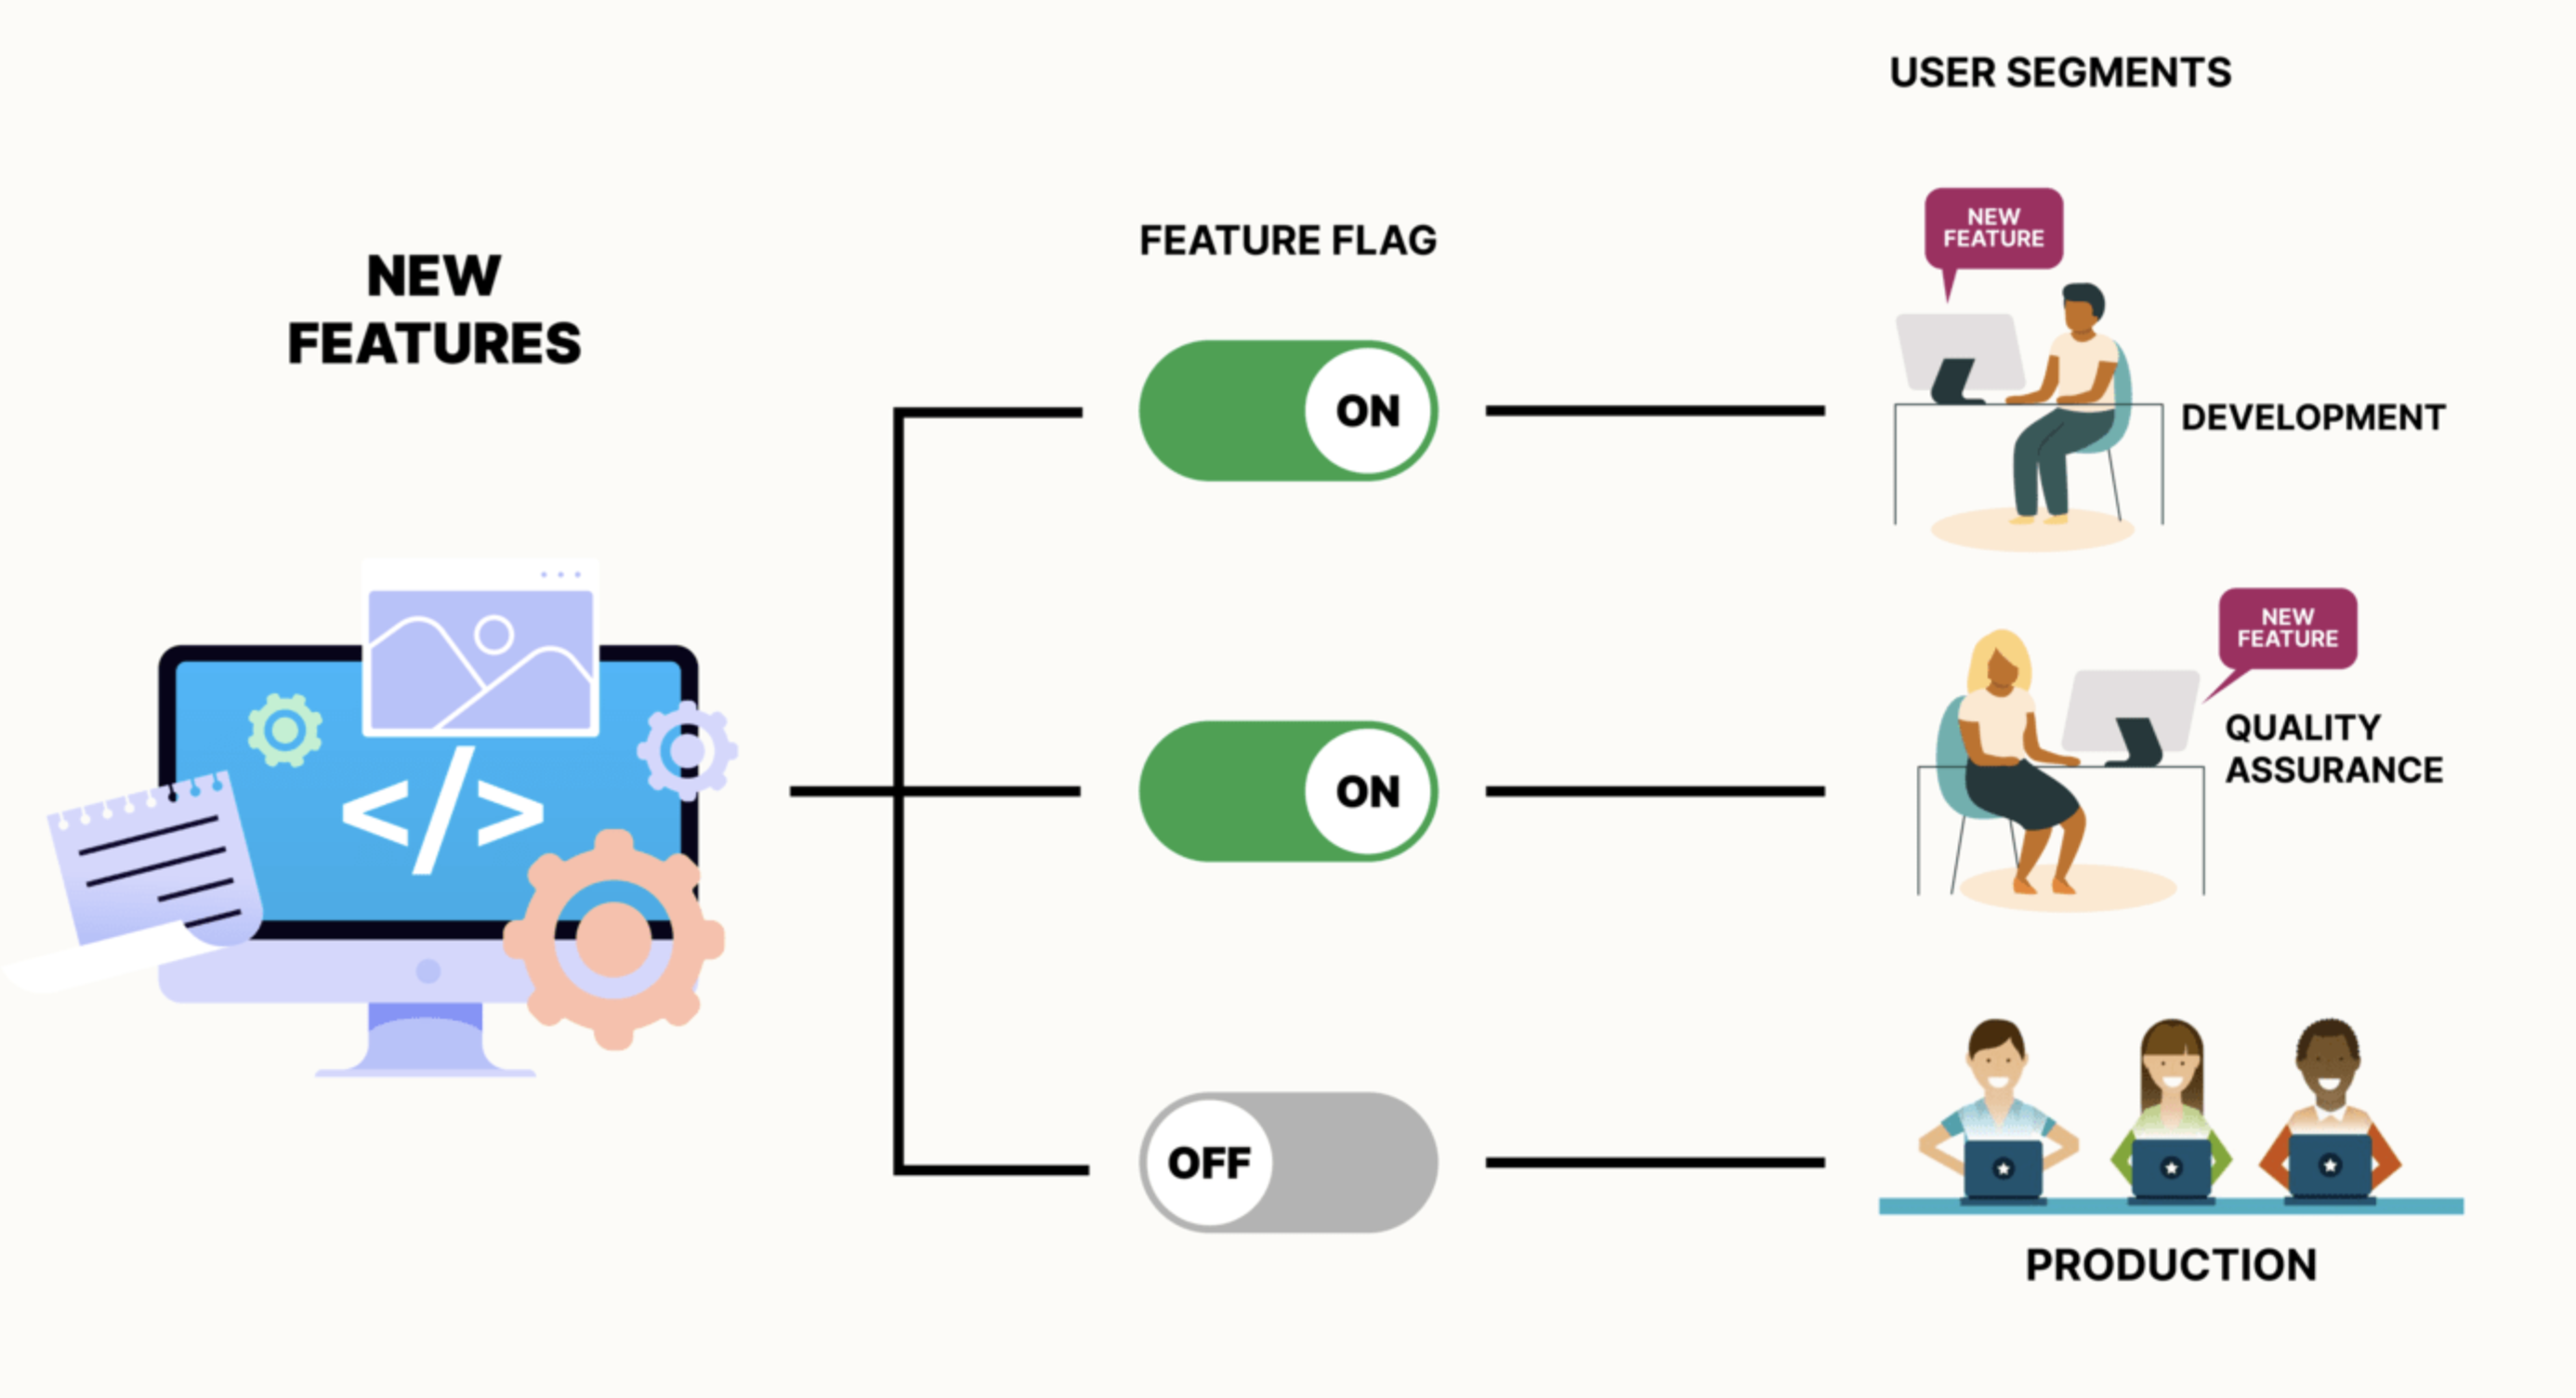 NEW
FEATURES
</>
FEATURE FLAG
ON
ON
OFF
USER SEGMENTS
NEW
FEATURE
DEVELOPMENT
NEW
FEATURE
QUALITY
ASSURANCE
PRODUCTION